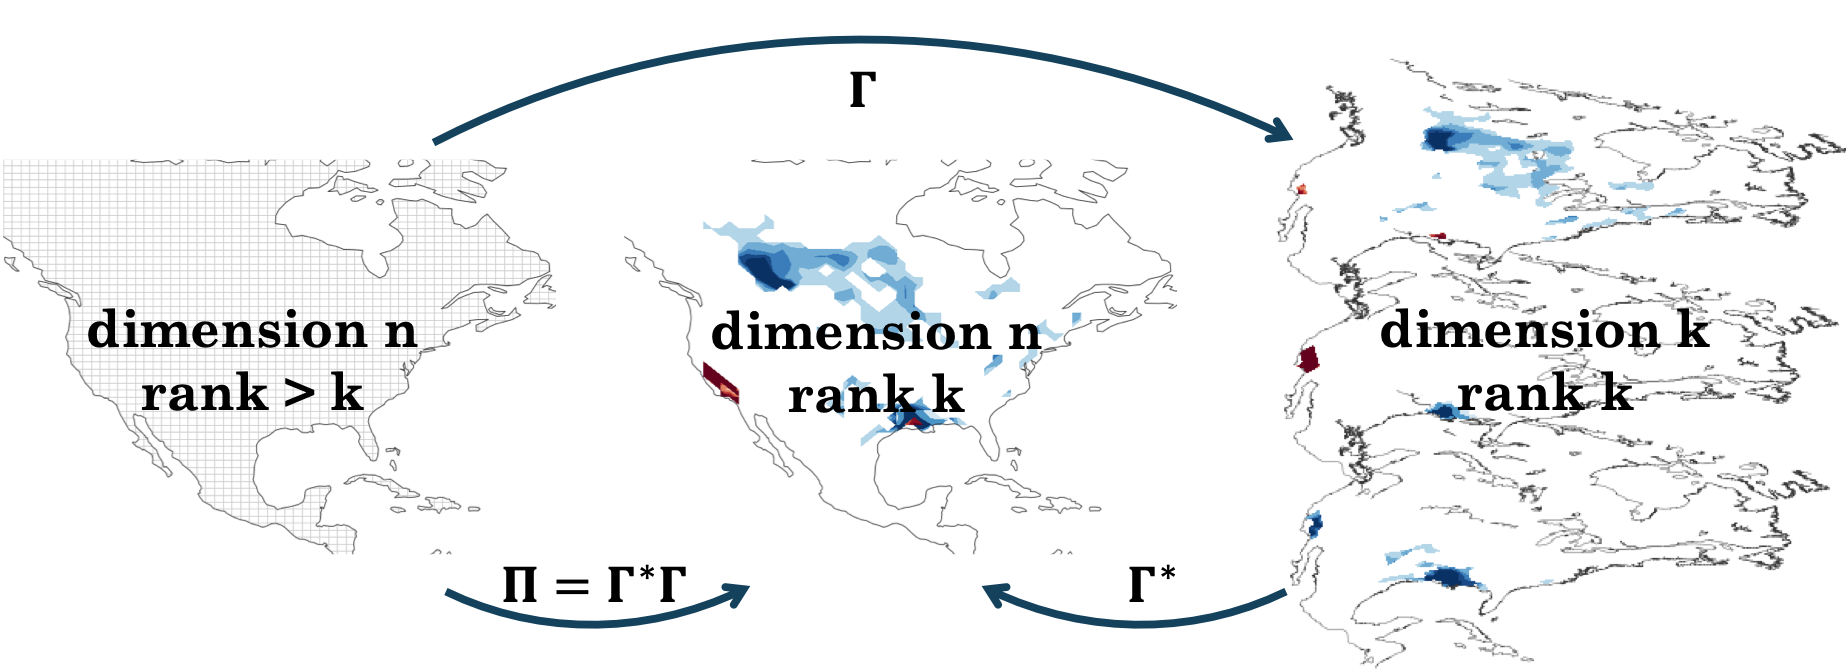 Γ
dimension n
rank > k
dimension n
rank k
dimension k
rank k
Π = Γ*Γ
Γ*